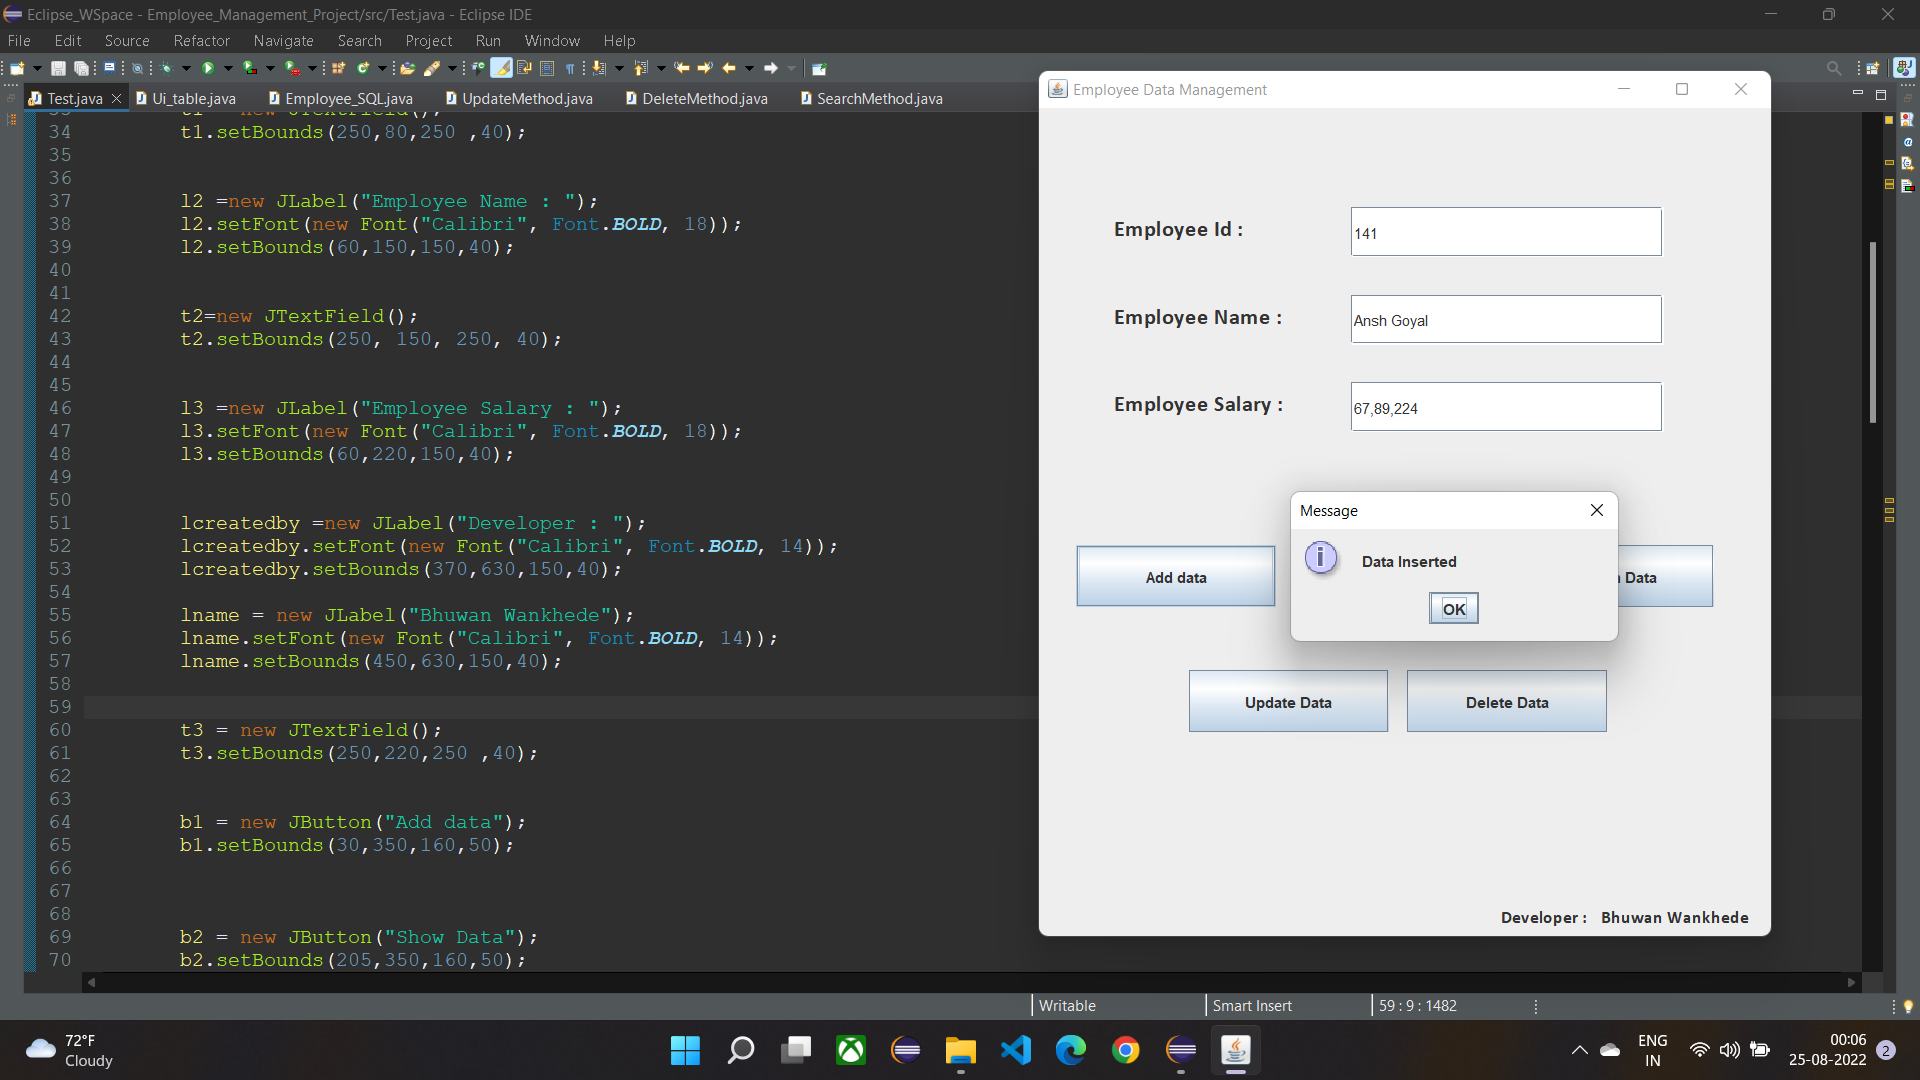 Eclipse_WSpace - Employee_Management_Project/src/Test.java - Eclipse IDE
File Edit Source Refactor Navigate Search Project Run Window Help
Test.java Ui_table.java Employee_SQL.java UpdateMethod.java DeleteMethod.java SearchMethod.java
34 t1.setBounds(250,80,250 ,40);
35
36
37 l2 =new JLabel("Employee Name : ");
38 l2.setFont(new Font("Calibri", Font.BOLD, 18));
39 l2.setBounds(60,150,150,40);
40
41
42 t2=new JTextField();
43 t2.setBounds(250, 150, 250, 40);
44
45
46 l3 =new JLabel("Employee Salary : ");
47 l3.setFont(new Font("Calibri", Font.BOLD, 18));
48 l3.setBounds(60,220,150,40);
49
50
51 lcreatedby =new JLabel("Developer : ");
52 lcreatedby.setFont(new Font("Calibri", Font.BOLD, 14));
53 lcreatedby.setBounds(370,630,150,40);
54
55 lname = new JLabel("Bhuwan Wankhede");
56 lname.setFont(new Font("Calibri", Font.BOLD, 14));
57 lname.setBounds(450,630,150,40);
58
59
60 t3 = new JTextField();
61 t3.setBounds(250,220,250 ,40);
62
63
64 b1 = new JButton("Add data");
65 b1.setBounds(30,350,160,50);
66
67
68
69 b2 = new JButton("Show Data");
70 b2.setBounds(205,350,160,50);
Employee Data Management
Employee Id : 141
Employee Name : Ansh Goyal
Employee Salary : 67,89,224
Message
Data Inserted
OK
Add data
Data
Update Data Delete Data
Developer : Bhuwan Wankhede
Writable Smart Insert 59 : 9 : 1482
72°F
Cloudy
ENG
IN
00:06
25-08-2022
2